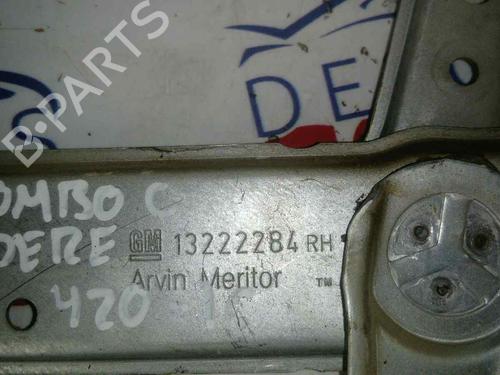 B-PARTS
DE
OMBO C
DERE
GM 13222284 RH
Arvin Meritor ™
420